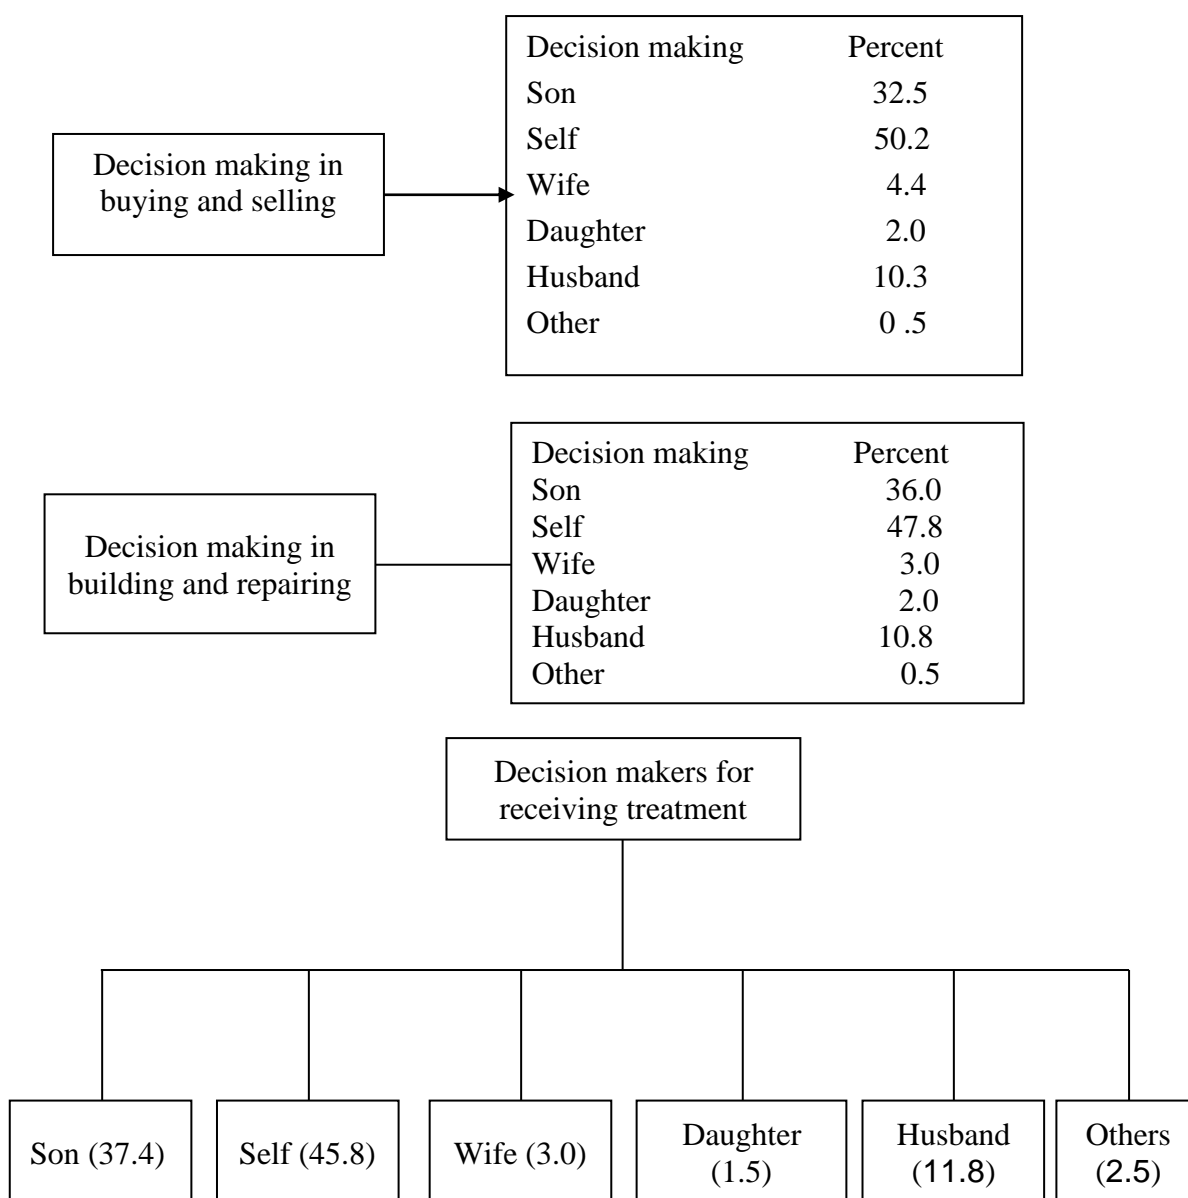 Decision making Percent
Son 32.5
Self 50.2
Wife 4.4
Daughter 2.0
Husband 10.3
Other 0 .5
Decision making in
buying and selling
Decision making Percent
Son 36.0
Self 47.8
Wife 3.0
Daughter 2.0
Husband 10.8
Other 0.5
Decision making in
building and repairing
Decision makers for
receiving treatment
Son (37.4)
Self (45.8)
Wife (3.0)
Daughter
(1.5)
Husband
(11.8)
Others
(2.5)